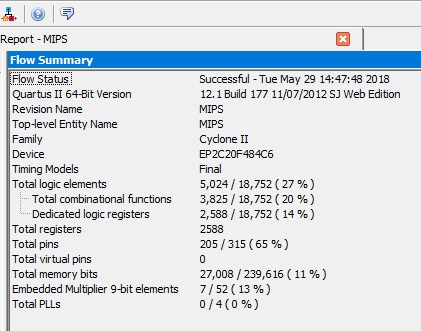 Report - MIPS
Flow Summary
Flow Status Successful - Tue May 29 14:47:48 2018
Quartus II 64-Bit Version 12.1 Build 177 11/07/2012 SJ Web Edition
Revision Name MIPS
Top-level Entity Name MIPS
Family Cyclone II
Device EP2C20F484C6
Timing Models Final
Total logic elements 5,024 / 18,752 ( 27 % )
Total combinational functions 3,825 / 18,752 ( 20 % )
Dedicated logic registers 2,588 / 18,752 ( 14 % )
Total registers 2588
Total pins 205 / 315 ( 65 % )
Total virtual pins 0
Total memory bits 27,008 / 239,616 ( 11 % )
Embedded Multiplier 9-bit elements 7 / 52 ( 13 % )
Total PLLs 0 / 4 ( 0 % )